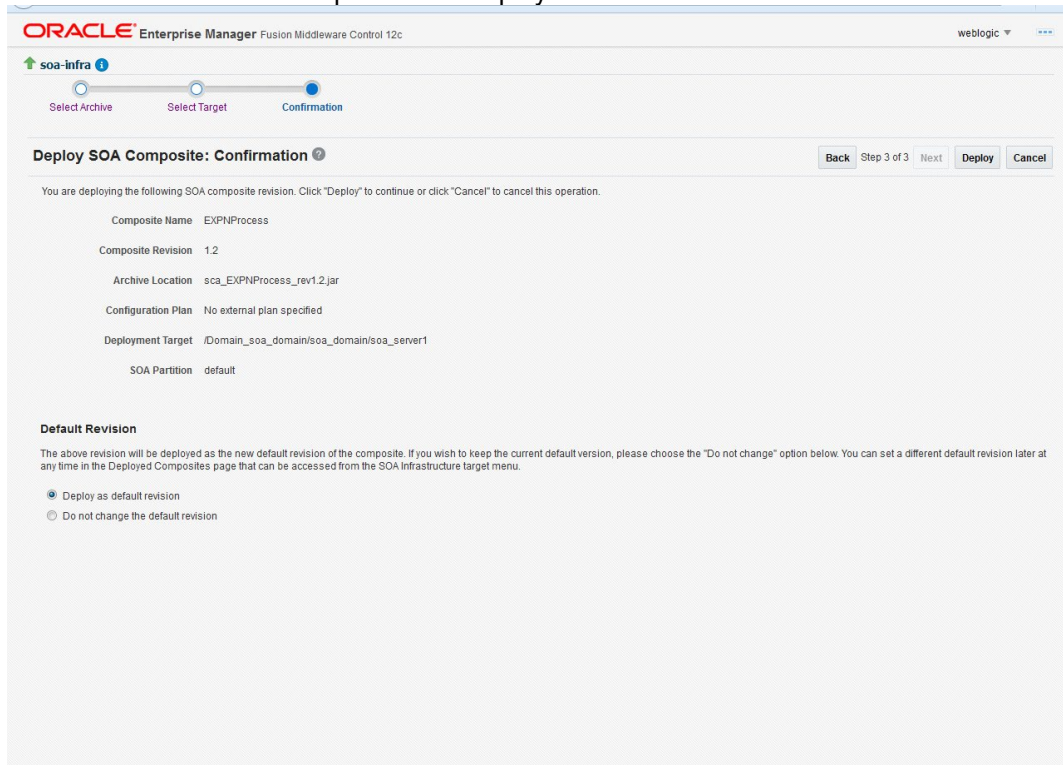 ORACLE Enterprise Manager Fusion Middleware Control 12c weblogic
soa-infra
Select Archive Select Target Confirmation
Deploy SOA Composite: Confirmation Back Step 3 of 3 Next Deploy Cancel
You are deploying the following SOA composite revision. Click "Deploy" to continue or click "Cancel" to cancel this operation.
Composite Name EXPNProcess
Composite Revision 1.2
Archive Location sca_EXPNProcess_rev1.2.jar
Configuration Plan No external plan specified
Deployment Target /Domain_soa_domain/soa_domain/soa_server1
SOA Partition default
Default Revision
The above revision will be deployed as the new default revision of the composite. If you wish to keep the current default version, please choose the "Do not change" option below. You can set a different default revision later at
any time in the Deployed Composites page that can be accessed from the SOA Infrastructure target menu.
Deploy as default revision
Do not change the default revision